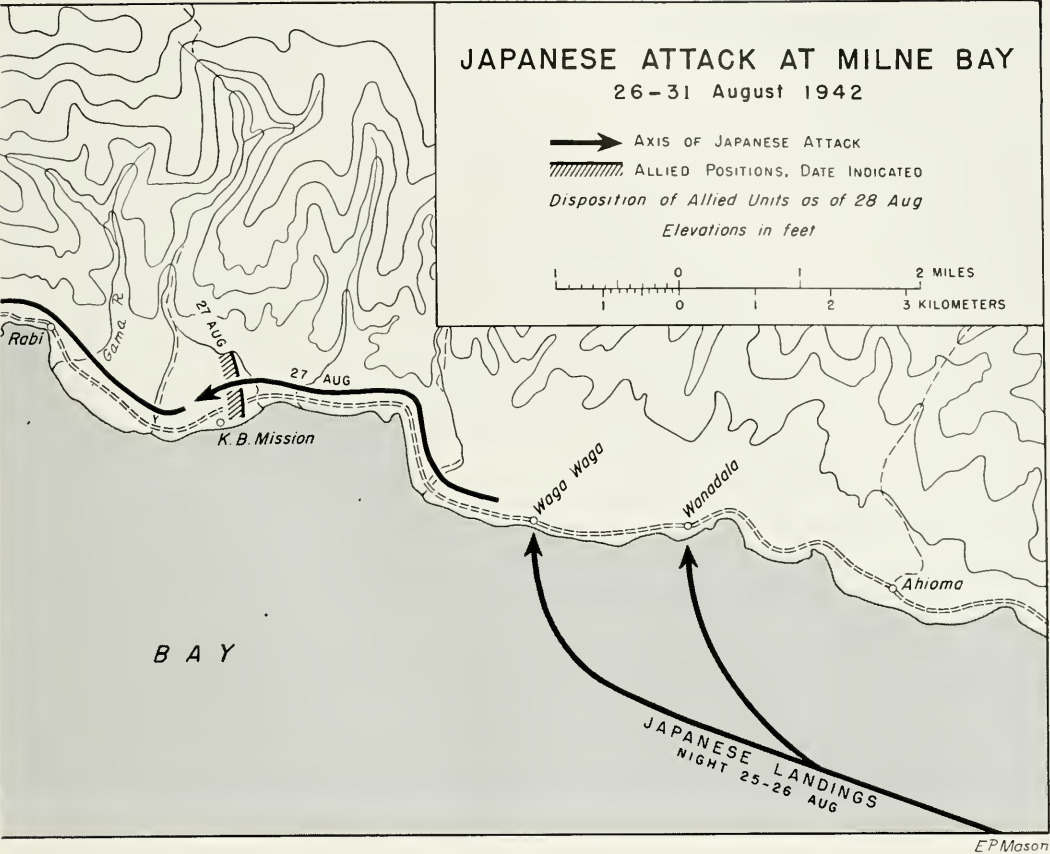 JAPANESE ATTACK AT MILNE BAY
26-31 August 1942
AXIS OF JAPANESE ATTACK
ALLIED POSITIONS, DATE INDICATED
Disposition of Allied Units as of 28 Aug
Elevations in feet
1 0 1 2 MILES
1 0 1 2 3 KILOMETERS
Rabi
Gama R
27 AUG
27 AUG
K.B. Mission
Waga Waga
Wanadala
Ahioma
BAY
JAPANESE LANDINGS
NIGHT 25-26 AUG
E P Mason